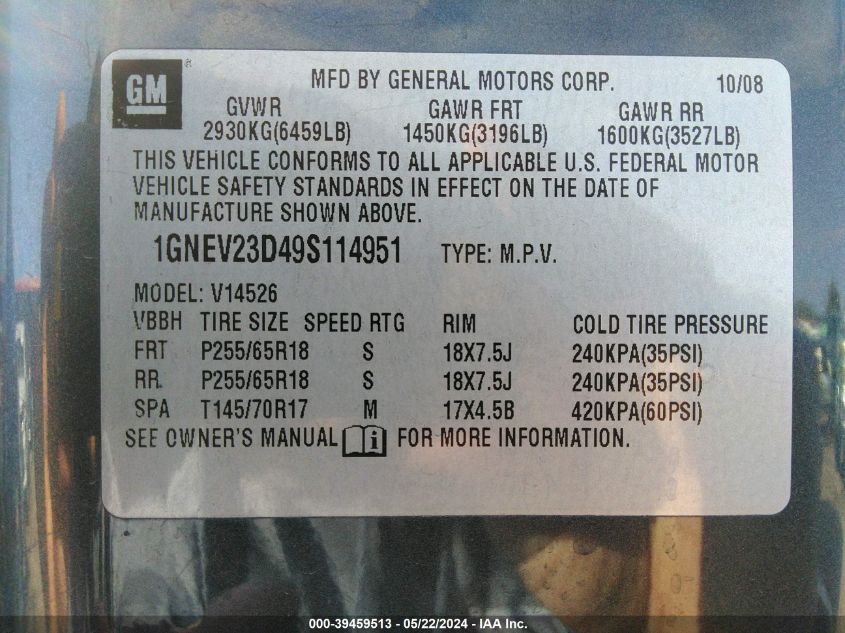 GM ® MFD BY GENERAL MOTORS CORP. 10/08
GVWR GAWR FRT GAWR RR
2930KG(6459LB) 1450KG(3196LB) 1600KG(3527LB)
THIS VEHICLE CONFORMS TO ALL APPLICABLE U.S. FEDERAL MOTOR
VEHICLE SAFETY STANDARDS IN EFFECT ON THE DATE OF
MANUFACTURE SHOWN ABOVE.
1GNEV23D49S114951 TYPE: M.P.V.
MODEL: V14526
VBBH TIRE SIZE SPEED RTG RIM COLD TIRE PRESSURE
FRT P255/65R18 S 18X7.5J 240KPA(35PSI)
RR P255/65R18 S 18X7.5J 240KPA(35PSI)
SPA T145/70R17 M 17X4.5B 420KPA(60PSI)
SEE OWNER'S MANUAL i FOR MORE INFORMATION.
000-39459513 - 05/22/2024 - IAA Inc.